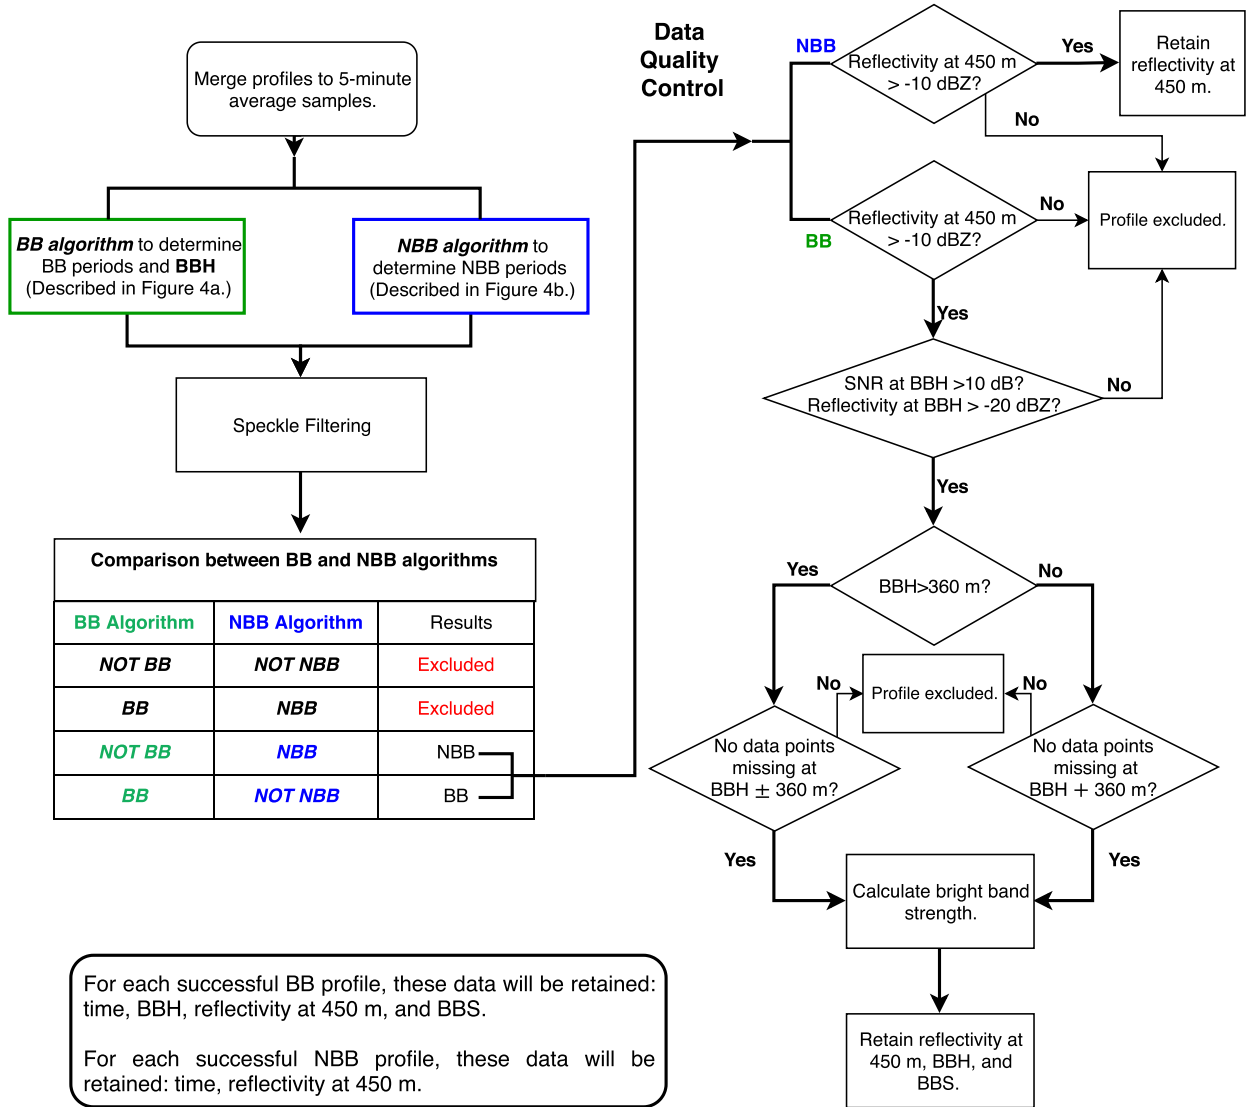 Merge profiles to 5-minute
average samples.
BB algorithm to determine
BB periods and BBH
(Described in Figure 4a.)
NBB algorithm to
determine NBB periods
(Described in Figure 4b.)
Speckle Filtering
Comparison between BB and NBB algorithms
BB Algorithm NBB Algorithm Results
NOT BB NOT NBB Excluded
BB NBB Excluded
NOT BB NBB NBB
BB NOT NBB BB
For each successful BB profile, these data will be retained:
time, BBH, reflectivity at 450 m, and BBS.
For each successful NBB profile, these data will be
retained: time, reflectivity at 450 m.
Data
Quality
Control
NBB
Reflectivity at 450 m
> -10 dBZ?
Yes
Retain
reflectivity at
450 m.
No
BB
Reflectivity at 450 m
> -10 dBZ?
No
Profile excluded.
Yes
SNR at BBH >10 dB?
Reflectivity at BBH > -20 dBZ?
No
Yes
BBH>360 m?
Yes
No
No
Profile excluded.
No
No data points
missing at
BBH ± 360 m?
No data points
missing at
BBH + 360 m?
Yes
Yes
Calculate bright band
strength.
Retain reflectivity at
450 m, BBH, and
BBS.